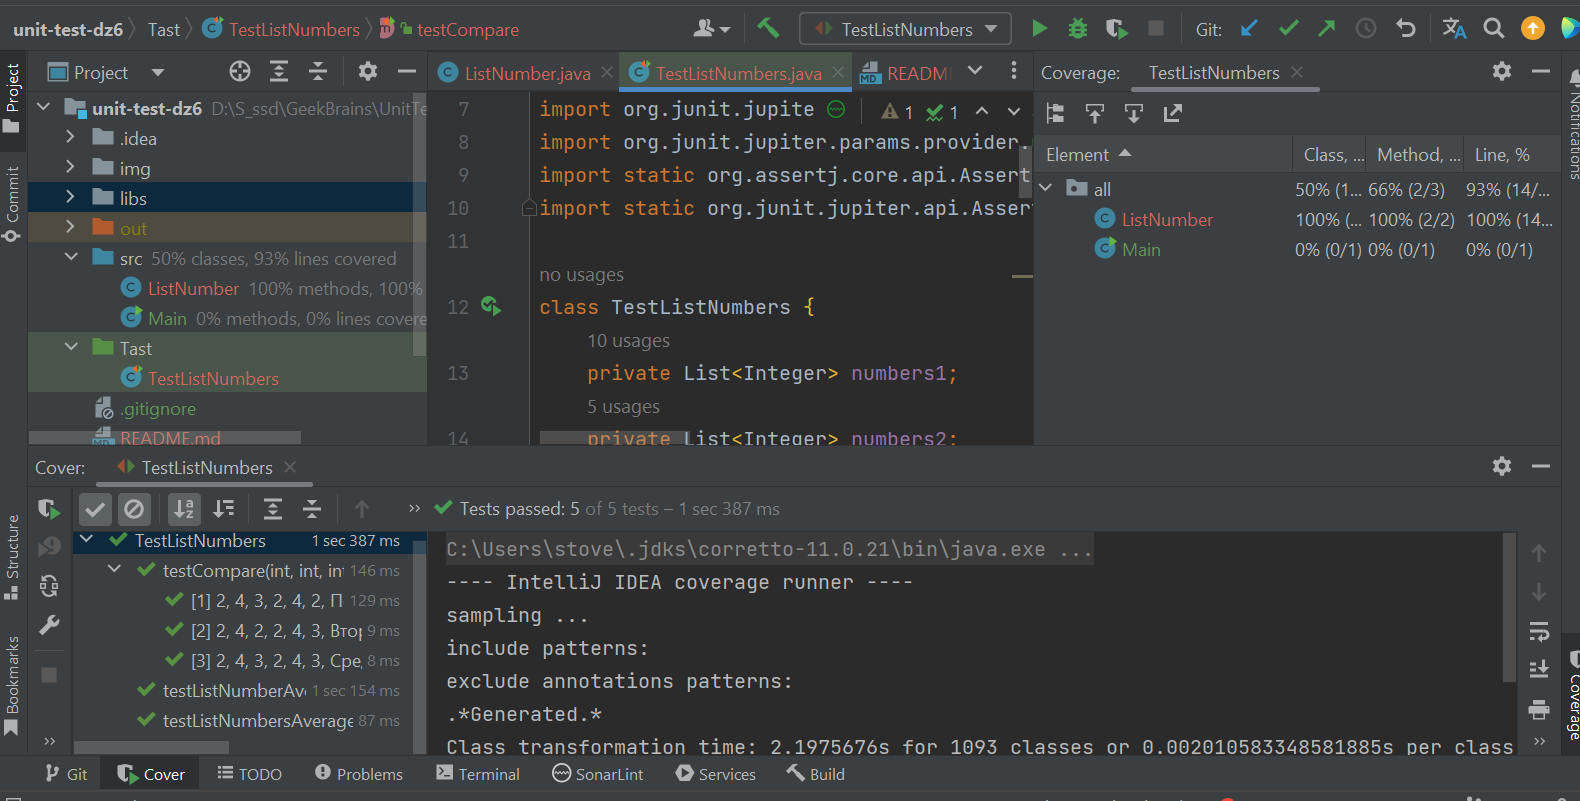 unit-test-dz6 Tast TestListNumbers testCompare TestListNumbers Git:
Project
unit-test-dz6 D:\S_ssd\GeekBrains\UnitTe
.idea
img
libs
out
src 50% classes, 93% lines covered
ListNumber 100% methods, 100%
Main 0% methods, 0% lines covere
Tast
TestListNumbers
.gitignore
README.md
ListNumber.java TestListNumbers.java READM
7 import org.junit.jupite 1 1
8 import org.junit.jupiter.params.provider.
9 import static org.assertj.core.api.Assert
10 import static org.junit.jupiter.api.Asser
11
no usages
12 class TestListNumbers {
10 usages
13 private List<Integer> numbers1;
5 usages
14 private List<Integer> numbers2;
Coverage: TestListNumbers
Element Class, ... Method, ... Line, %
all 50% (1... 66% (2/3) 93% (14/...
ListNumber 100% (... 100% (2/2) 100% (14...
Main 0% (0/1) 0% (0/1) 0% (0/1)
Project
Commit
Structure
Bookmarks
Notifications
Coverage
Cover: TestListNumbers
Tests passed: 5 of 5 tests – 1 sec 387 ms
TestListNumbers 1 sec 387 ms
testCompare(int, int, int 146 ms
[1] 2, 4, 3, 2, 4, 2, П 129 ms
[2] 2, 4, 2, 2, 4, 3, Втор 9 ms
[3] 2, 4, 3, 2, 4, 3, Сре, 8 ms
testListNumberAv 1 sec 154 ms
testListNumbersAverage 87 ms
C:\Users\stove\.jdks\corretto-11.0.21\bin\java.exe ...
---- IntelliJ IDEA coverage runner ----
sampling ...
include patterns:
exclude annotations patterns:
.*Generated.*
Class transformation time: 2.1975676s for 1093 classes or 0.002010583348581885s per class
Git Cover TODO Problems Terminal SonarLint Services Build